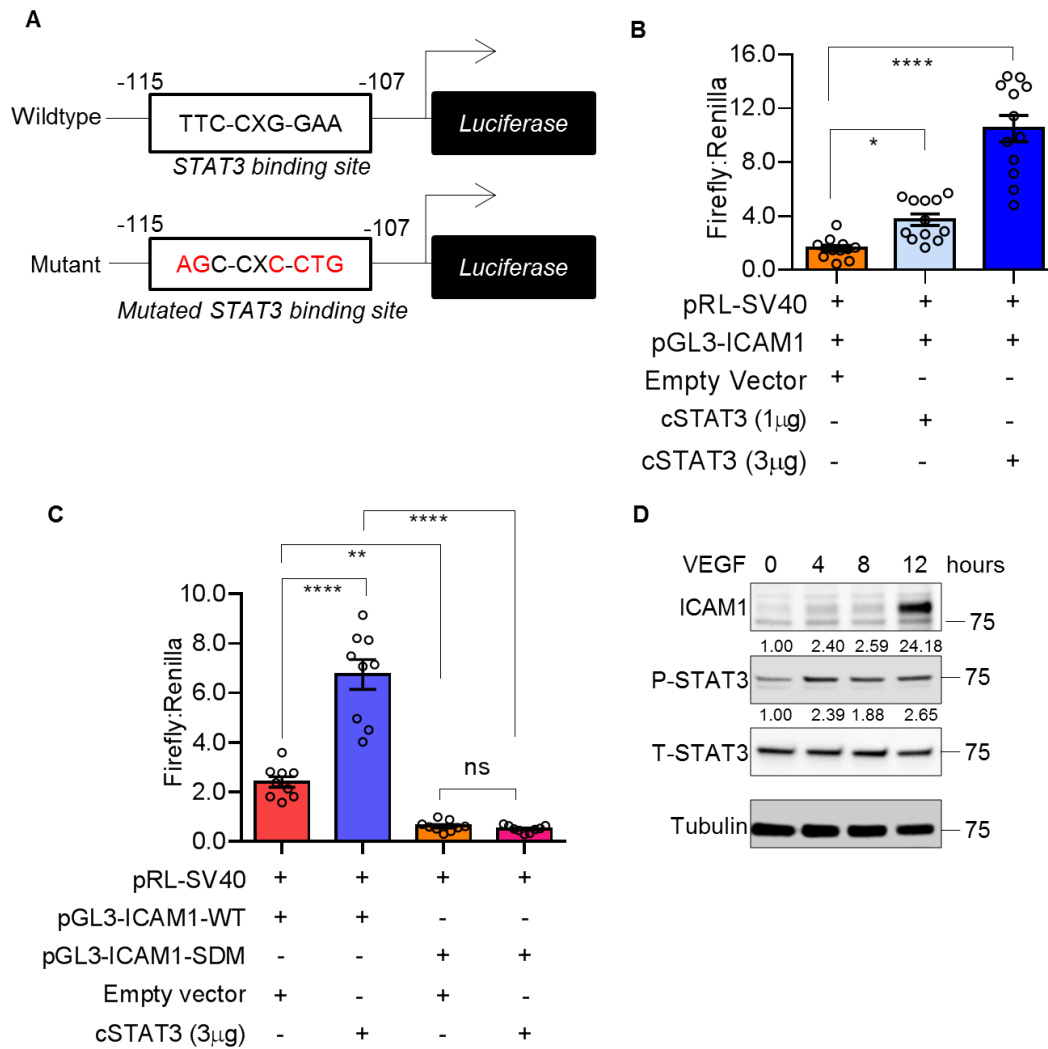 A
-115 -107
Wildtype TTC-CXG-GAA Luciferase
STAT3 binding site
-115 -107
Mutant AGC-CXC-CTG Luciferase
Mutated STAT3 binding site
B
Firefly:Renilla
16.0
12.0
8.0
4.0
0.0
****
*
pRL-SV40 + + +
pGL3-ICAM1 + + +
Empty Vector + - -
cSTAT3 (1μg) - + -
cSTAT3 (3μg) - - +
C
Firefly:Renilla
10.0
8.0
6.0
4.0
2.0
0.0
****
**
****
ns
pRL-SV40 + + + +
pGL3-ICAM1-WT + + - -
pGL3-ICAM1-SDM - - + +
Empty vector + - + -
cSTAT3 (3μg) - + - +
D
VEGF 0 4 8 12 hours
ICAM1 75
1.00 2.40 2.59 24.18
P-STAT3 75
1.00 2.39 1.88 2.65
T-STAT3 75
Tubulin 75